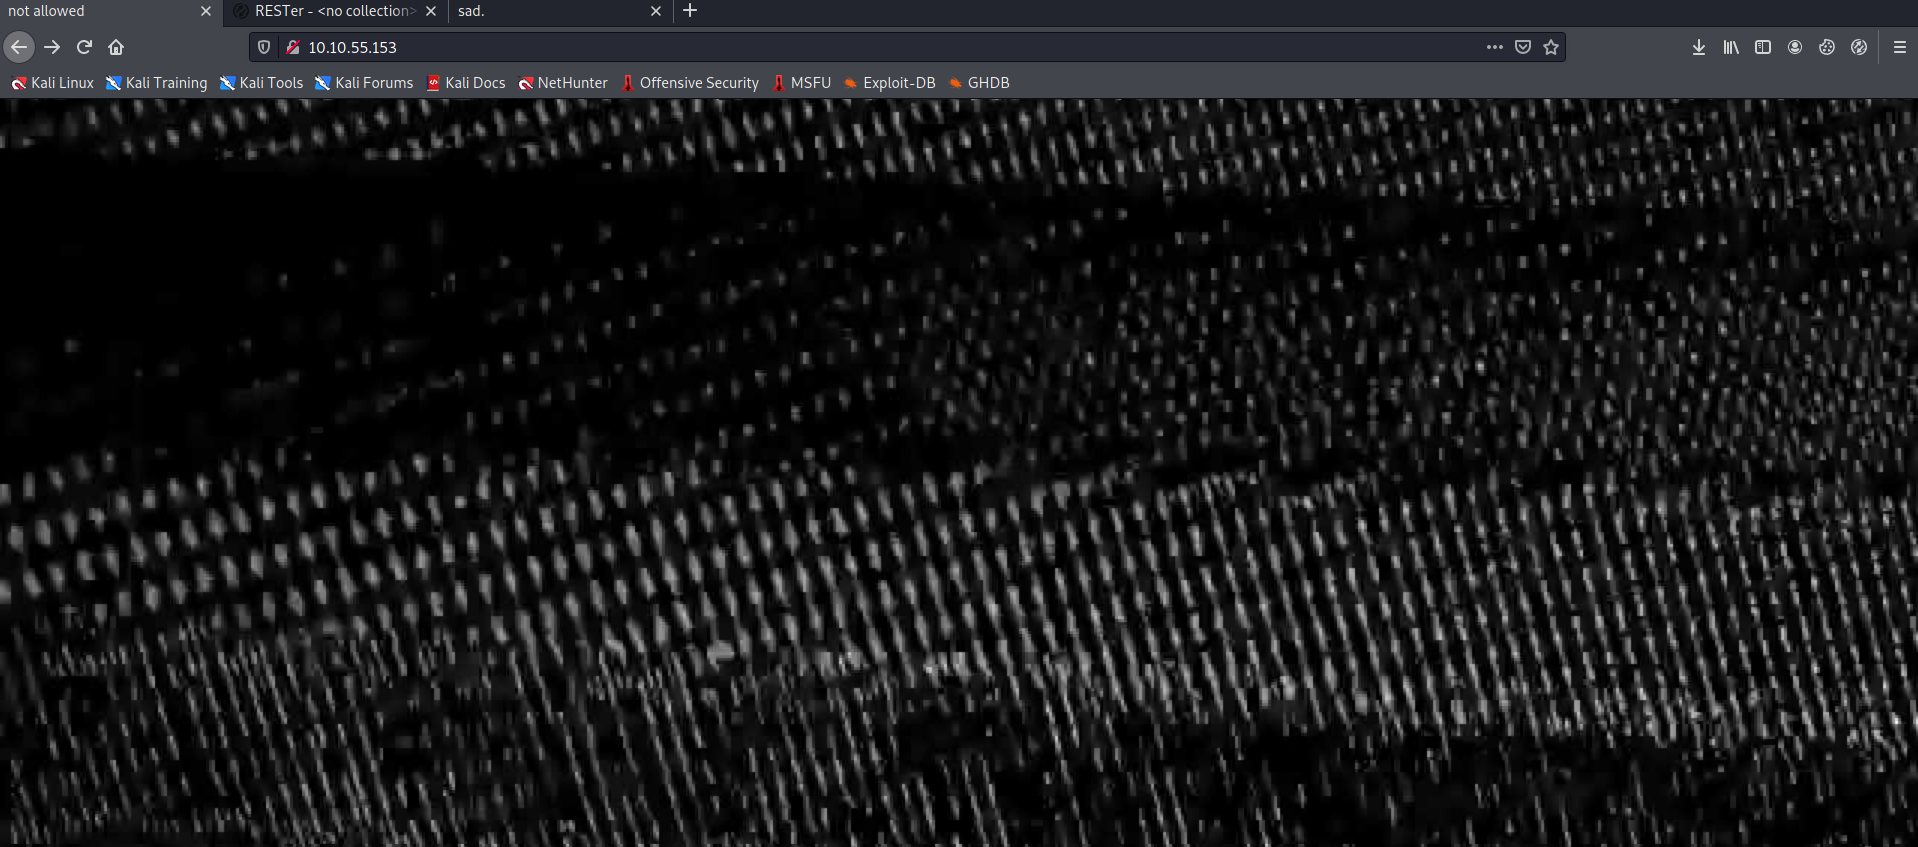 not allowed RESTer - <no collection> sad.
10.10.55.153
Kali Linux Kali Training Kali Tools Kali Forums Kali Docs NetHunter Offensive Security MSFU Exploit-DB GHDB